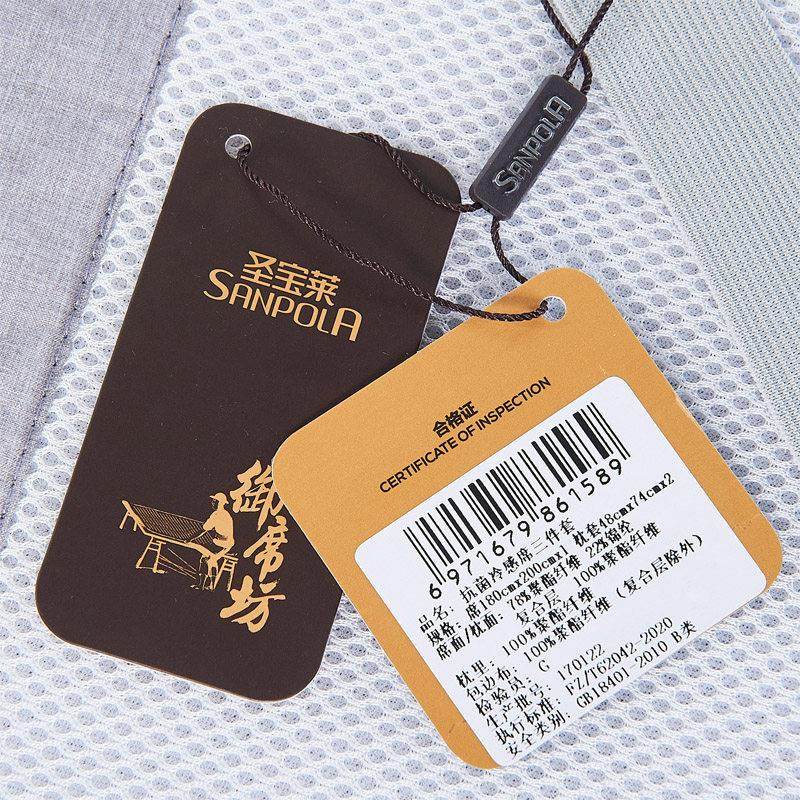 SANPOLA
圣宝莱
SANPOLA
御席坊
合格证
CERTIFICATE OF INSPECTION
6 971679 861589
品名: 抗菌冷感席三件套
规格: 席180cmx200cmx1 枕套48cmx74cmx2
席面/枕面: 78%聚酯纤维 22%锦纶
复合层: 100%聚酯纤维
枕里: 100%聚酯纤维
包边布: 100%聚酯纤维 (复合层除外)
检验员: G
生产批号: 170122
执行标准: FZ/T62042-2020
安全类别: GB18401-2010 B类